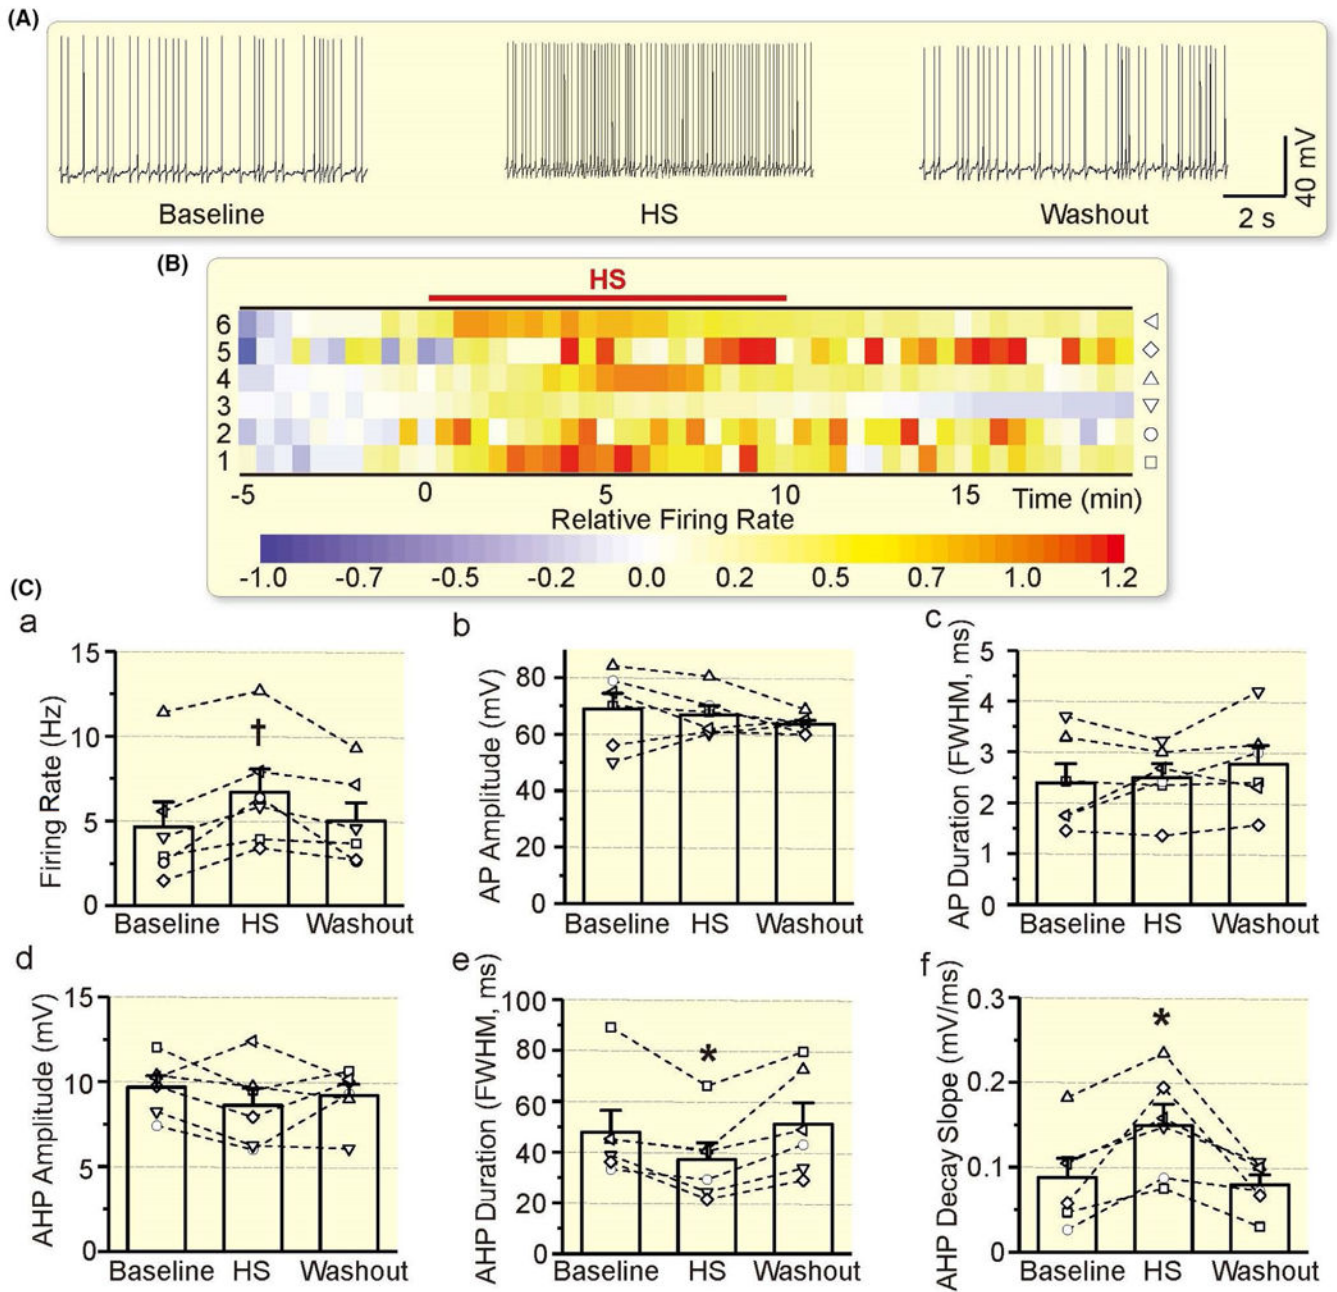 (A)
Baseline
HS
Washout
40 mV
2 s
(B)
HS
6
5
4
3
2
1
-5 0 5 10 15 Time (min)
Relative Firing Rate
-1.0 -0.7 -0.5 -0.2 0.0 0.2 0.5 0.7 1.0 1.2
(C)
a
Firing Rate (Hz)
15
10
5
0
Baseline HS Washout
†
b
AP Amplitude (mV)
80
60
40
20
0
Baseline HS Washout
c
AP Duration (FWHM, ms)
5
4
3
2
1
0
Baseline HS Washout
d
AHP Amplitude (mV)
15
10
5
0
Baseline HS Washout
e
AHP Duration (FWHM, ms)
100
80
60
40
20
0
*
Baseline HS Washout
f
AHP Decay Slope (mV/ms)
0.3
0.2
0.1
0
*
Baseline HS Washout